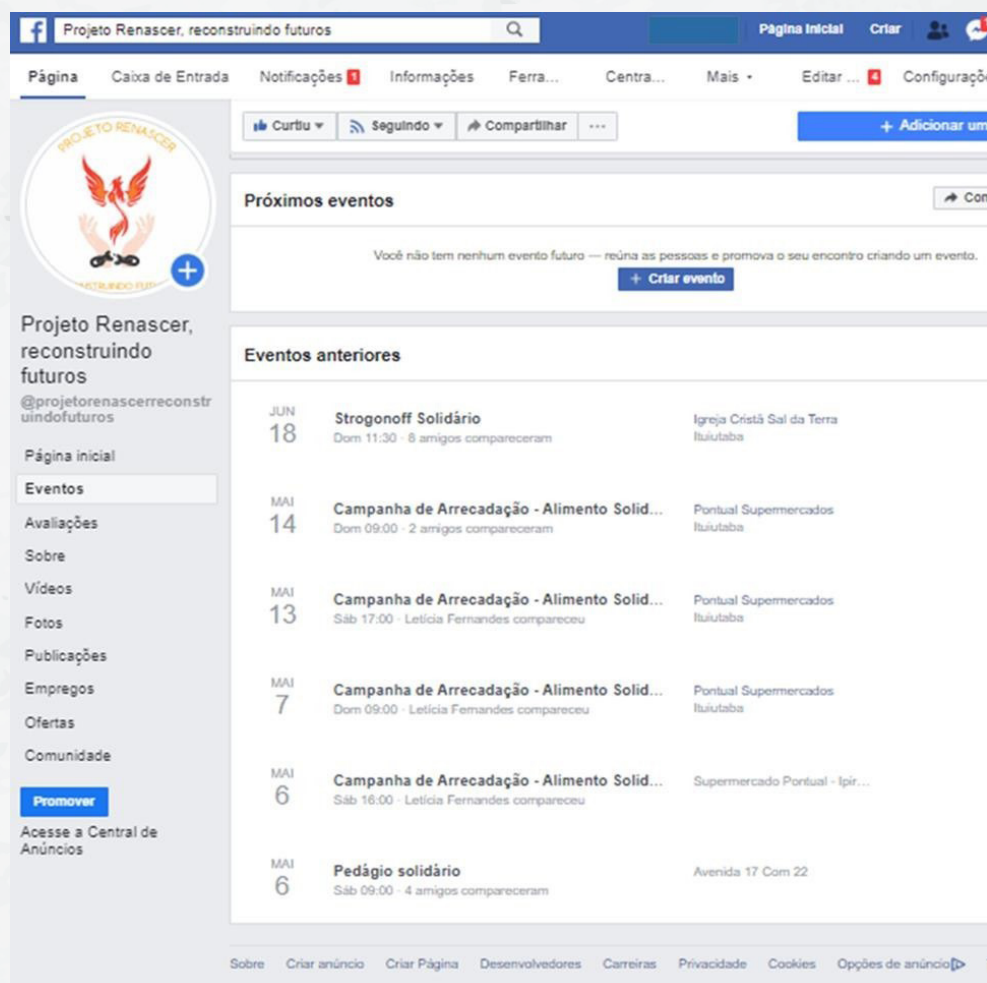 Projeto Renascer, reconstruindo futuros
Página Inicial Criar
Página Caixa de Entrada Notificações 1 Informações Ferra... Centra... Mais Editar ... 4 Configuraçõ
PROJETO RENASCER
Curtiu Seguindo Compartilhar ...
+ Adicionar um
Próximos eventos
Com
Você não tem nenhum evento futuro — reúna as pessoas e promova o seu encontro criando um evento.
+ Criar evento
Projeto Renascer,
reconstruindo
futuros
@projetorenascerreconstr
uindofuturos
Página inicial
Eventos
Avaliações
Sobre
Vídeos
Fotos
Publicações
Empregos
Ofertas
Comunidade
Promover
Acesse a Central de
Anúncios
Eventos anteriores
JUN
18
Strogonoff Solidário
Dom 11:30 · 8 amigos compareceram
Igreja Cristã Sal da Terra
Ituiutaba
MAI
14
Campanha de Arrecadação - Alimento Solid...
Dom 09:00 · 2 amigos compareceram
Pontual Supermercados
Ituiutaba
MAI
13
Campanha de Arrecadação - Alimento Solid...
Sáb 17:00 · Letícia Fernandes compareceu
Pontual Supermercados
Ituiutaba
MAI
7
Campanha de Arrecadação - Alimento Solid...
Dom 09:00 · Letícia Fernandes compareceu
Pontual Supermercados
Ituiutaba
MAI
6
Campanha de Arrecadação - Alimento Solid...
Sáb 16:00 · Letícia Fernandes compareceu
Supermercado Pontual - Ipir...
MAI
6
Pedágio solidário
Sáb 09:00 · 4 amigos compareceram
Avenida 17 Com 22
Sobre Criar anúncio Criar Página Desenvolvedores Carreiras Privacidade Cookies Opções de anúncio